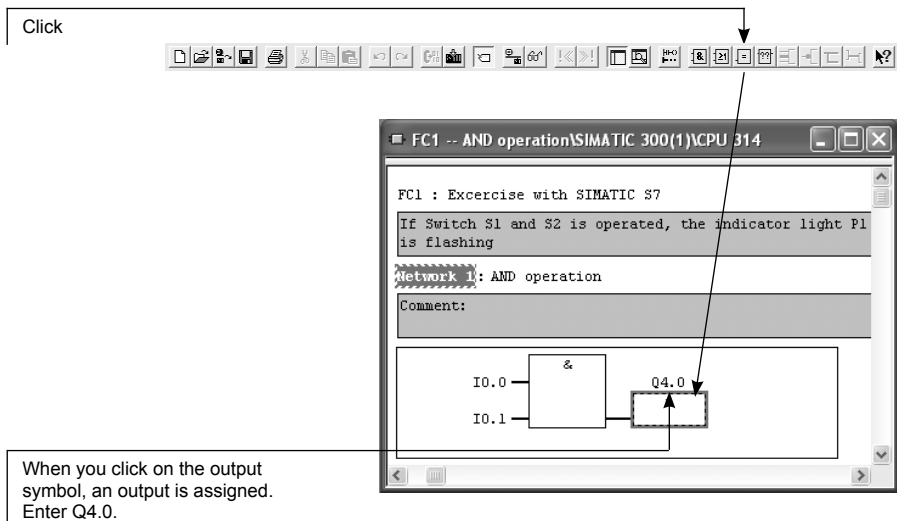 Click
FC1 -- AND operation\SIMATIC 300(1)\CPU 314
FC1 : Excercise with SIMATIC S7
If Switch S1 and S2 is operated, the indicator light P1
is flashing
Network 1: AND operation
Comment:
&
I0.0
Q4.0
I0.1
When you click on the output
symbol, an output is assigned.
Enter Q4.0.